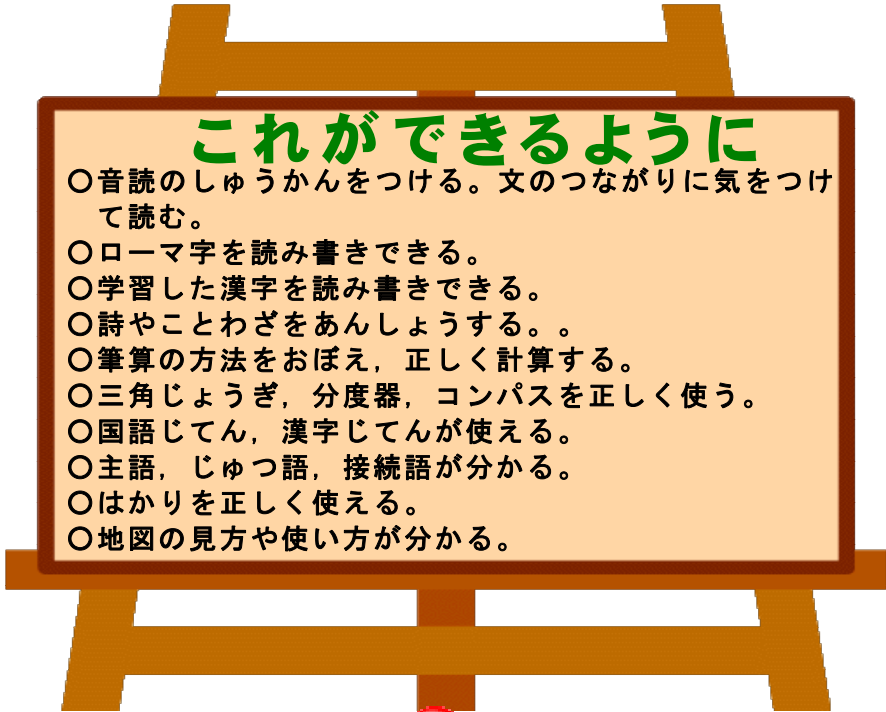 これができるように
〇音読のしゅうかんをつける。文のつながりに気をつけ
て読む。
〇ローマ字を読み書きできる。
〇学習した漢字を読み書きできる。
〇詩やことわざをあんしょうする。。
〇筆算の方法をおぼえ，正しく計算する。
〇三角じょうぎ，分度器，コンパスを正しく使う。
〇国語じてん，漢字じてんが使える。
〇主語，じゅつ語，接続語が分かる。
〇はかりを正しく使える。
〇地図の見方や使い方が分かる。